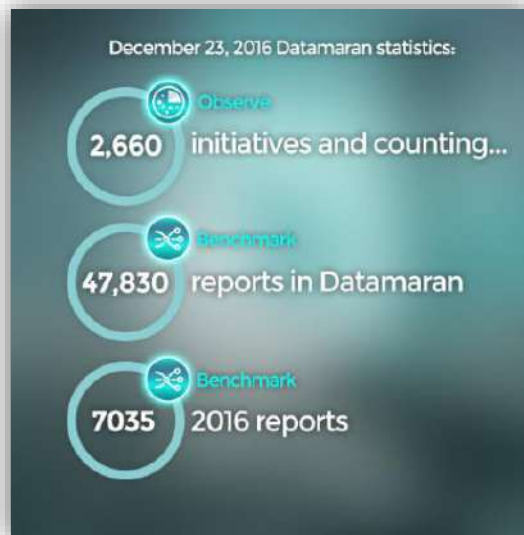 December 23, 2016 Datamaran statistics:
Observe
2,660 initiatives and counting...
Benchmark
47,830 reports in Datamaran
Benchmark
7035 2016 reports